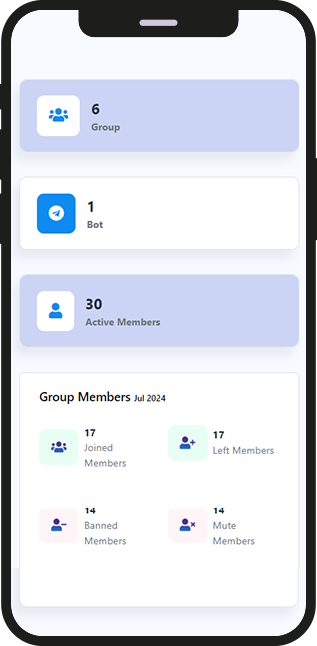 6
Group
1
Bot
30
Active Members
Group Members Jul 2024
17
Joined
Members
17
Left Members
14
Banned
Members
14
Mute
Members